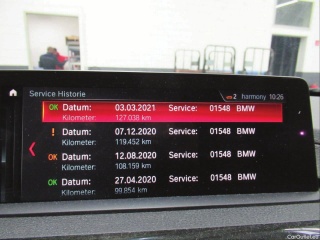 Service Historie 2 harmony 10:26
OK Datum: 03.03.2021 Service: 01548 BMW
Kilometer: 127.038 km
! Datum: 07.12.2020 Service: 01548 BMW
Kilometer: 119.452 km
OK Datum: 12.08.2020 Service: 01548 BMW
Kilometer: 108.159 km
OK Datum: 27.04.2020 Service: 01548 BMW
Kilometer: 99.854 km